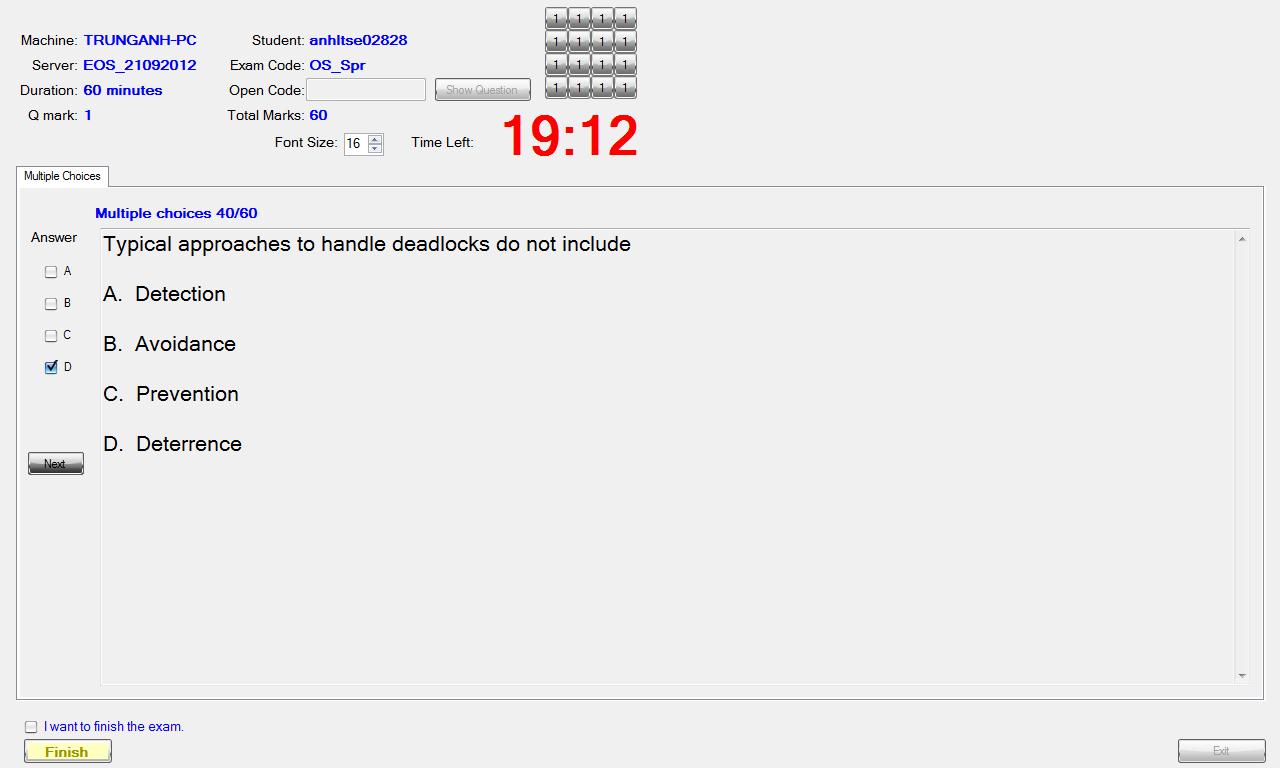 Machine: TRUNGANH-PC Student: anhltse02828
Server: EOS_21092012 Exam Code: OS_Spr
Duration: 60 minutes Open Code: Show Question
Q mark: 1 Total Marks: 60
1 1 1 1
1 1 1 1
1 1 1 1
1 1 1 1
Font Size: 16 Time Left: 19:12
Multiple Choices
Multiple choices 40/60
Answer
A
B
C
D
Next
Typical approaches to handle deadlocks do not include
A. Detection
B. Avoidance
C. Prevention
D. Deterrence
I want to finish the exam.
Finish
Exit